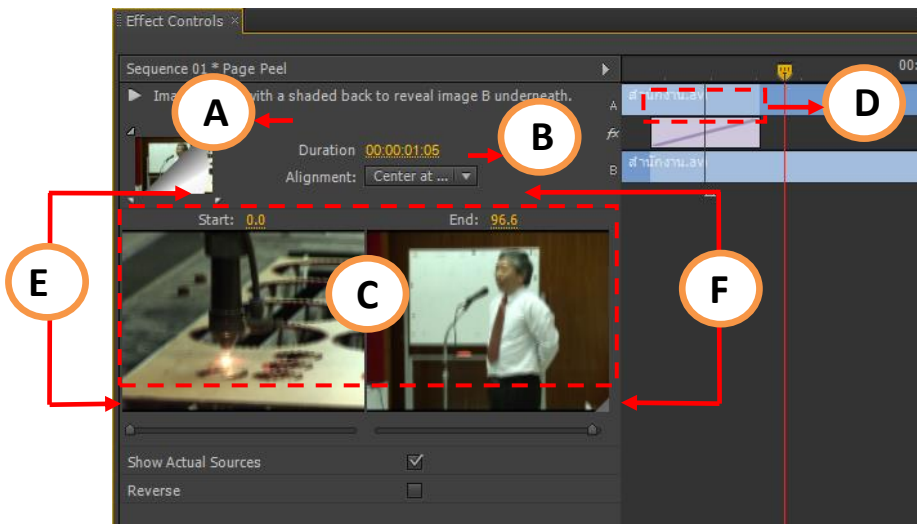 Effect Controls ×
Sequence 01 * Page Peel
00:
with a shaded back to reveal image B underneath.
A
B
C
D
E
F
A
สำนักงาน.avi
fx
Duration 00:00:01:05
Alignment: Center at ...
B
สำนักงาน.avi
Start: 0.0
End: 96.6
Show Actual Sources
Reverse